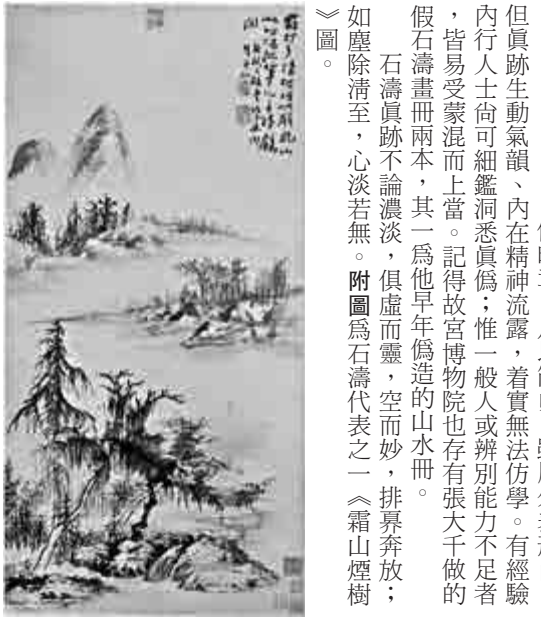 但眞跡生動氣韻、內在精神流露，着實無法仿學。有經驗
內行人士尙可細鑑洞悉眞僞；惟一般人或辨別能力不足者
，皆易受蒙混而上當。記得故宮博物院也存有張大千做的
假石濤畫冊兩本，其一爲他早年僞造的山水冊。
石濤眞跡不論濃淡，俱虛而靈，空而妙，排奡奔放；
如塵除淸至，心淡若無。附圖爲石濤代表之一《霜山煙樹
》圖。